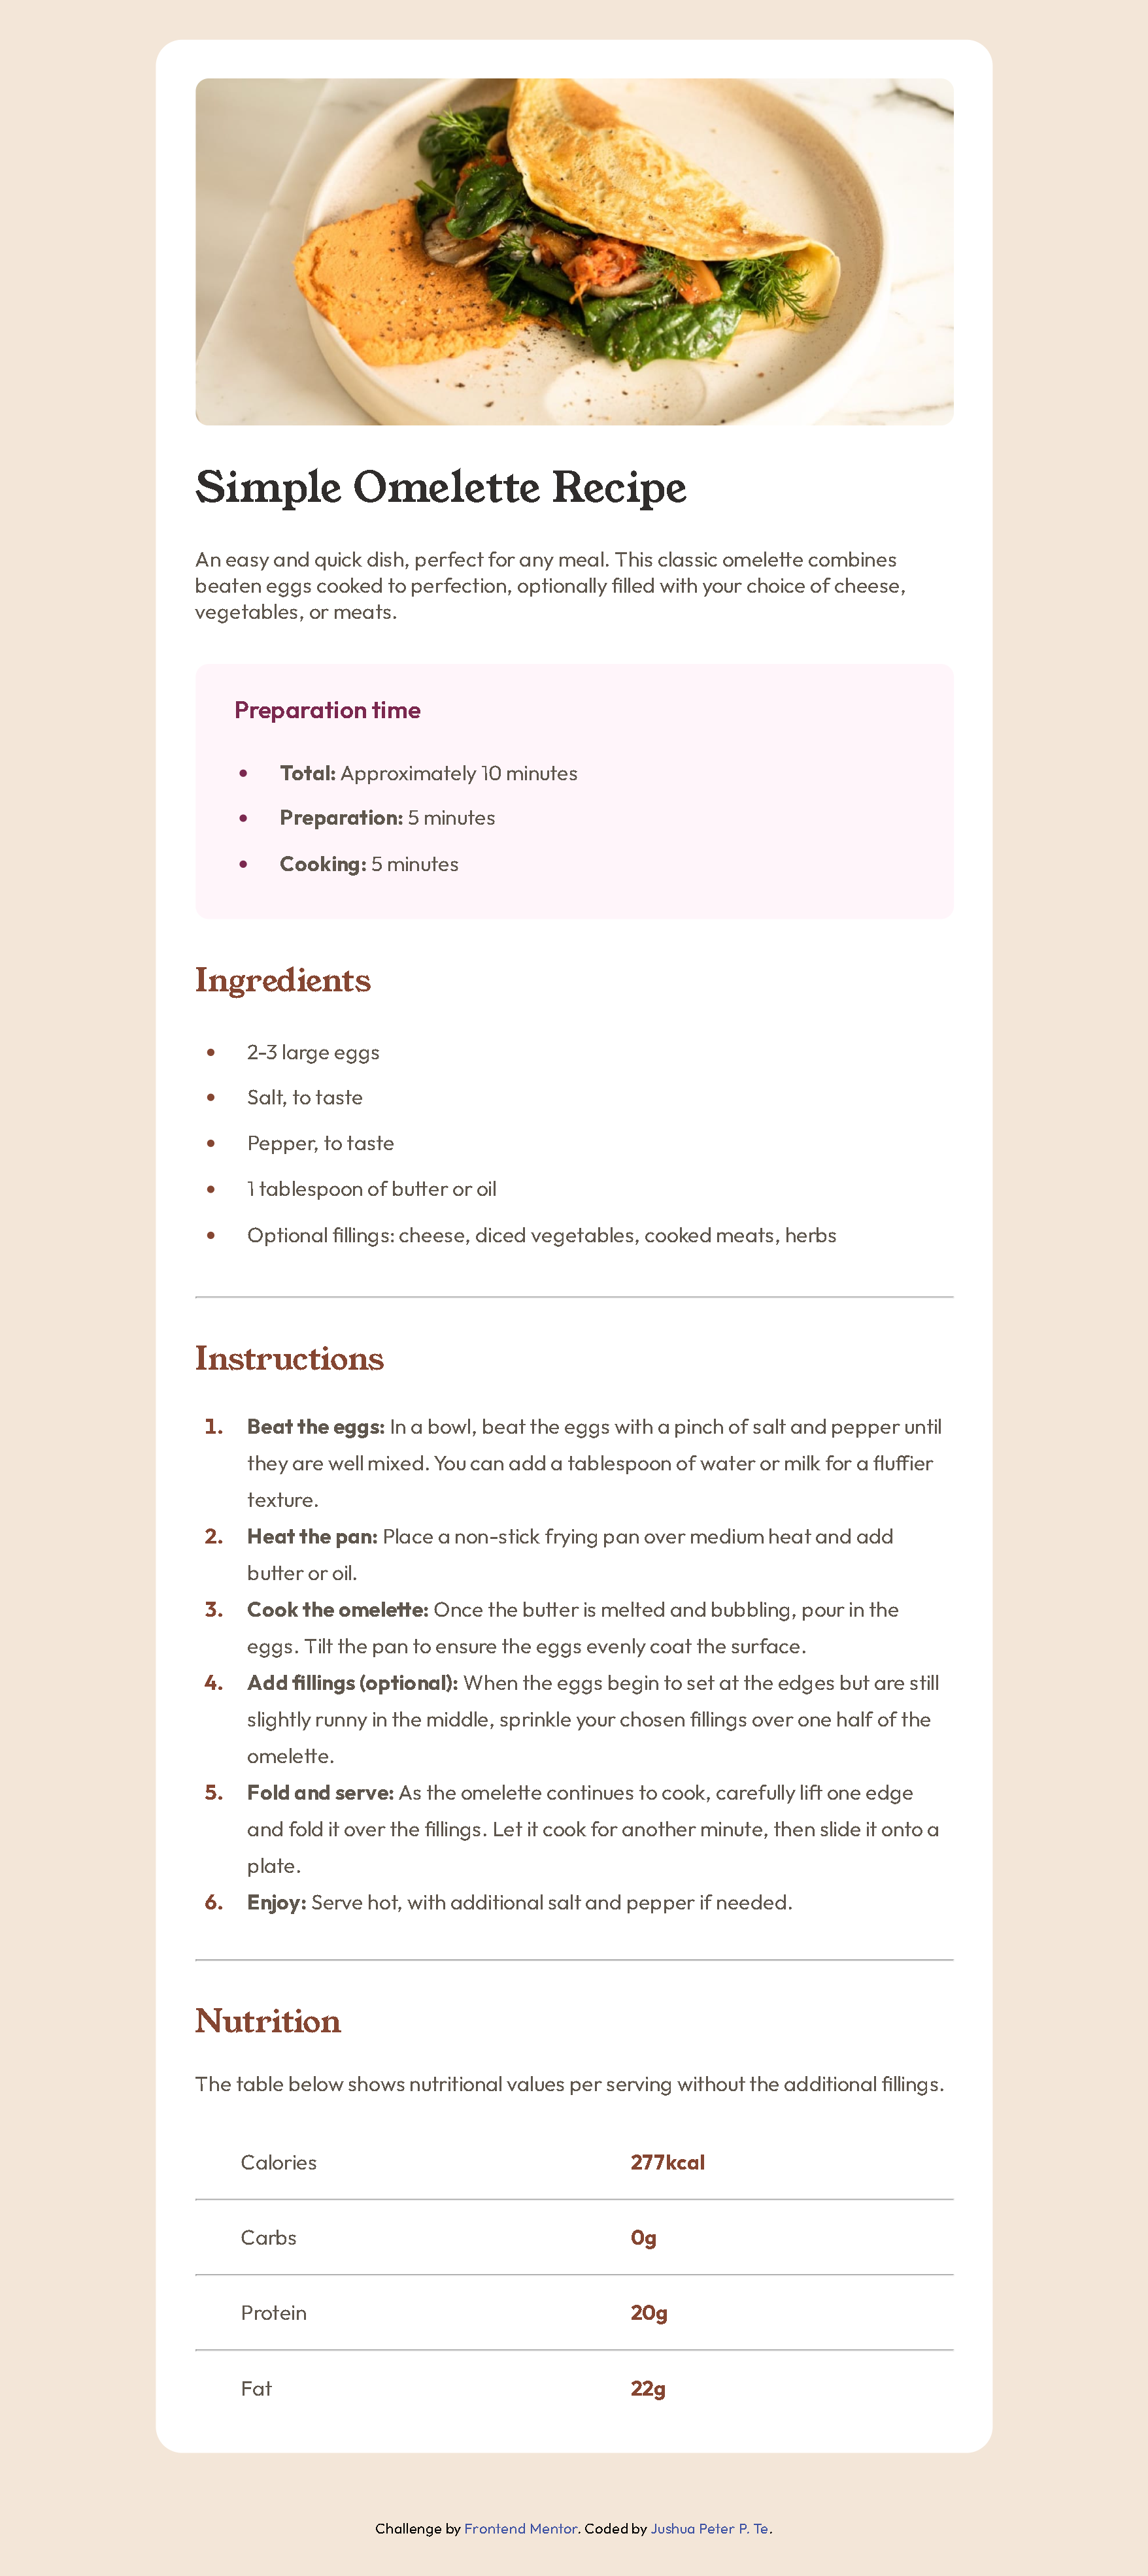 Simple Omelette Recipe
An easy and quick dish, perfect for any meal. This classic omelette combines
beaten eggs cooked to perfection, optionally filled with your choice of cheese,
vegetables, or meats.
Preparation time
• Total: Approximately 10 minutes
• Preparation: 5 minutes
• Cooking: 5 minutes
Ingredients
• 2-3 large eggs
• Salt, to taste
• Pepper, to taste
• 1 tablespoon of butter or oil
• Optional fillings: cheese, diced vegetables, cooked meats, herbs
Instructions
1. Beat the eggs: In a bowl, beat the eggs with a pinch of salt and pepper until
they are well mixed. You can add a tablespoon of water or milk for a fluffier
texture.
2. Heat the pan: Place a non-stick frying pan over medium heat and add
butter or oil.
3. Cook the omelette: Once the butter is melted and bubbling, pour in the
eggs. Tilt the pan to ensure the eggs evenly coat the surface.
4. Add fillings (optional): When the eggs begin to set at the edges but are still
slightly runny in the middle, sprinkle your chosen fillings over one half of the
omelette.
5. Fold and serve: As the omelette continues to cook, carefully lift one edge
and fold it over the fillings. Let it cook for another minute, then slide it onto a
plate.
6. Enjoy: Serve hot, with additional salt and pepper if needed.
Nutrition
The table below shows nutritional values per serving without the additional fillings.
Calories 277kcal
Carbs 0g
Protein 20g
Fat 22g
Challenge by Frontend Mentor. Coded by Jushua Peter P. Te.